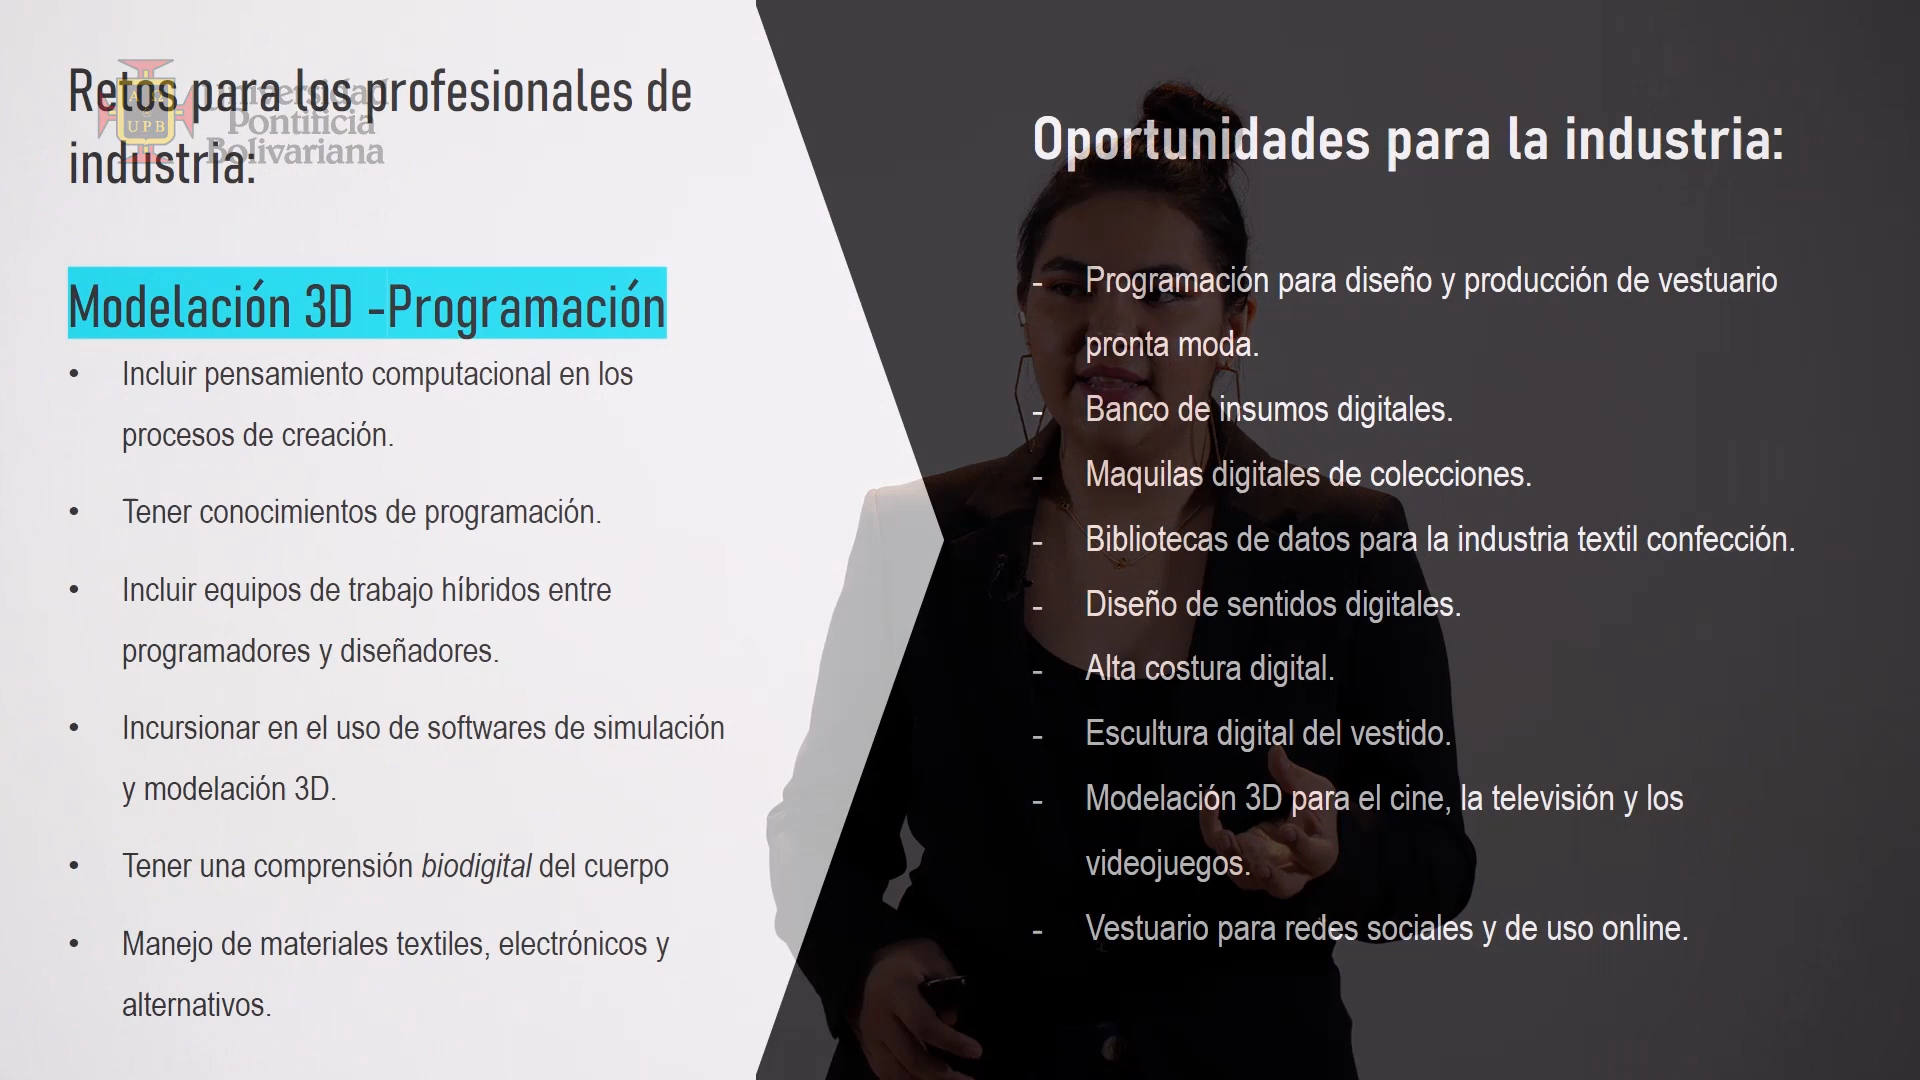 Retos para los profesionales de
industria:
Universidad
Pontificia
Bolivariana
UPB
Modelación 3D -Programación
• Incluir pensamiento computacional en los
procesos de creación.
• Tener conocimientos de programación.
• Incluir equipos de trabajo híbridos entre
programadores y diseñadores.
• Incursionar en el uso de softwares de simulación
y modelación 3D.
• Tener una comprensión biodigital del cuerpo
• Manejo de materiales textiles, electrónicos y
alternativos.
Oportunidades para la industria:
- Programación para diseño y producción de vestuario
pronta moda.
- Banco de insumos digitales.
- Maquilas digitales de colecciones.
- Bibliotecas de datos para la industria textil confección.
- Diseño de sentidos digitales.
- Alta costura digital.
- Escultura digital del vestido.
- Modelación 3D para el cine, la televisión y los
videojuegos.
- Vestuario para redes sociales y de uso online.